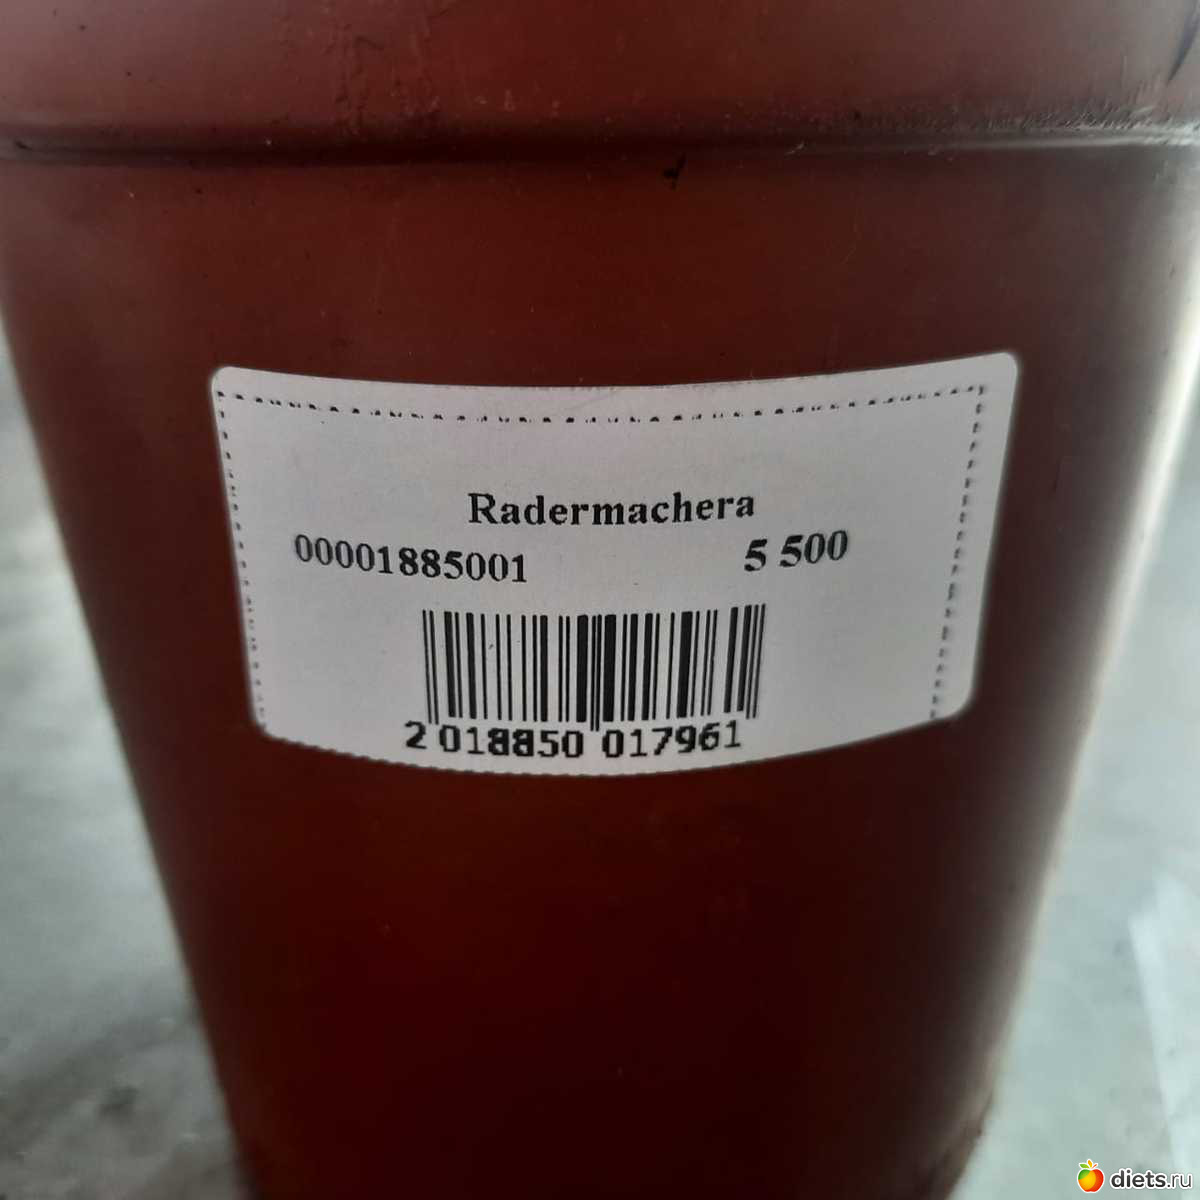 Radermachera
00001885001 5 500
2 018850 017961
diets.ru